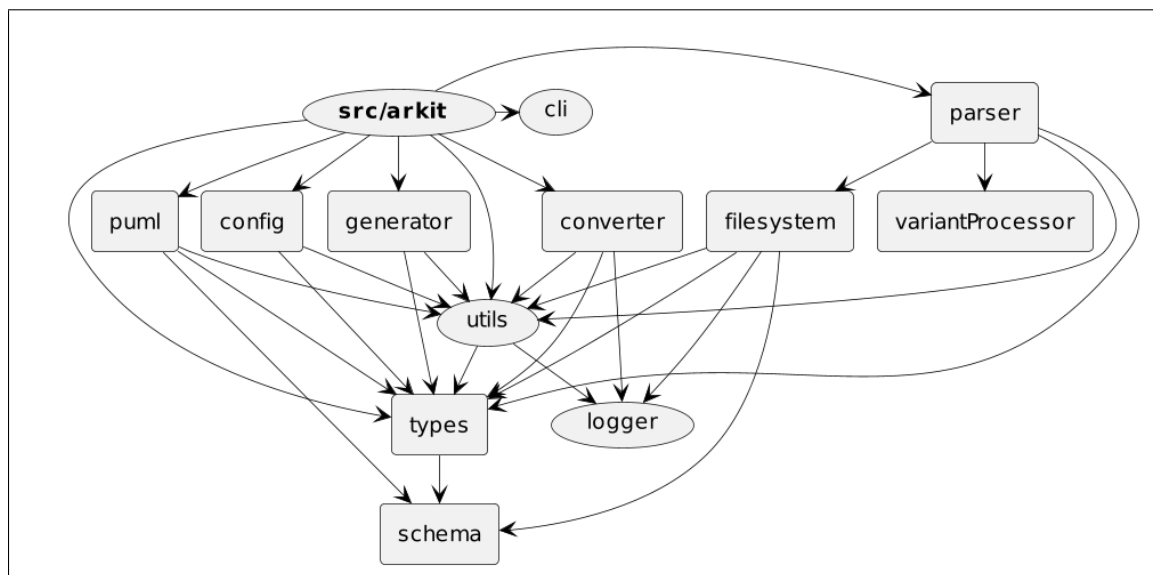 src/arkit
cli
parser
puml
config
generator
converter
filesystem
variantProcessor
utils
types
logger
schema